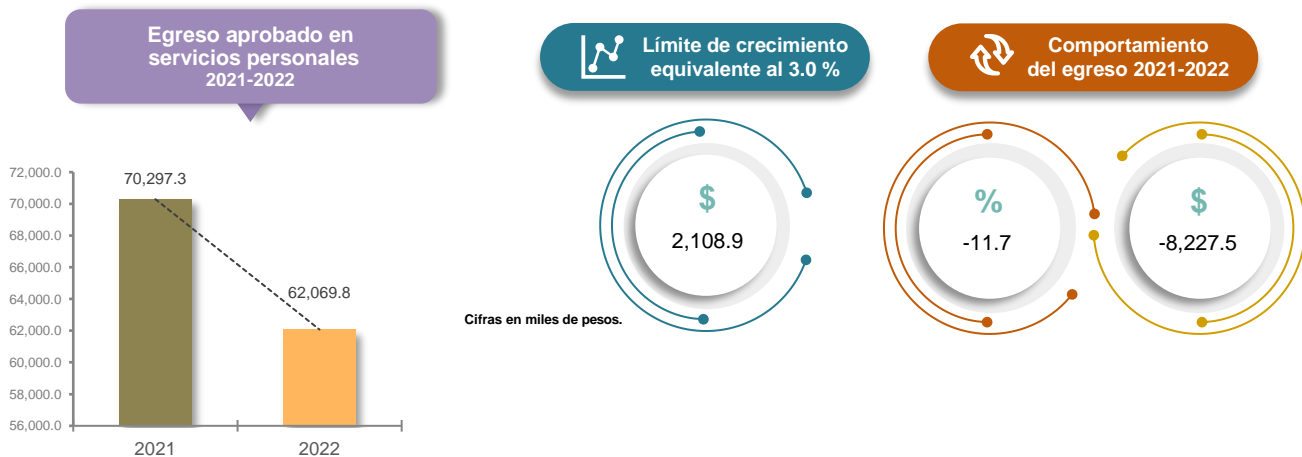 Egreso aprobado en
servicios personales
2021-2022
Límite de crecimiento
equivalente al 3.0 %
Comportamiento
del egreso 2021-2022
72,000.0
70,000.0
68,000.0
66,000.0
64,000.0
62,000.0
60,000.0
58,000.0
56,000.0
70,297.3
62,069.8
2021
2022
Cifras en miles de pesos.
$
2,108.9
%
-11.7
$
-8,227.5